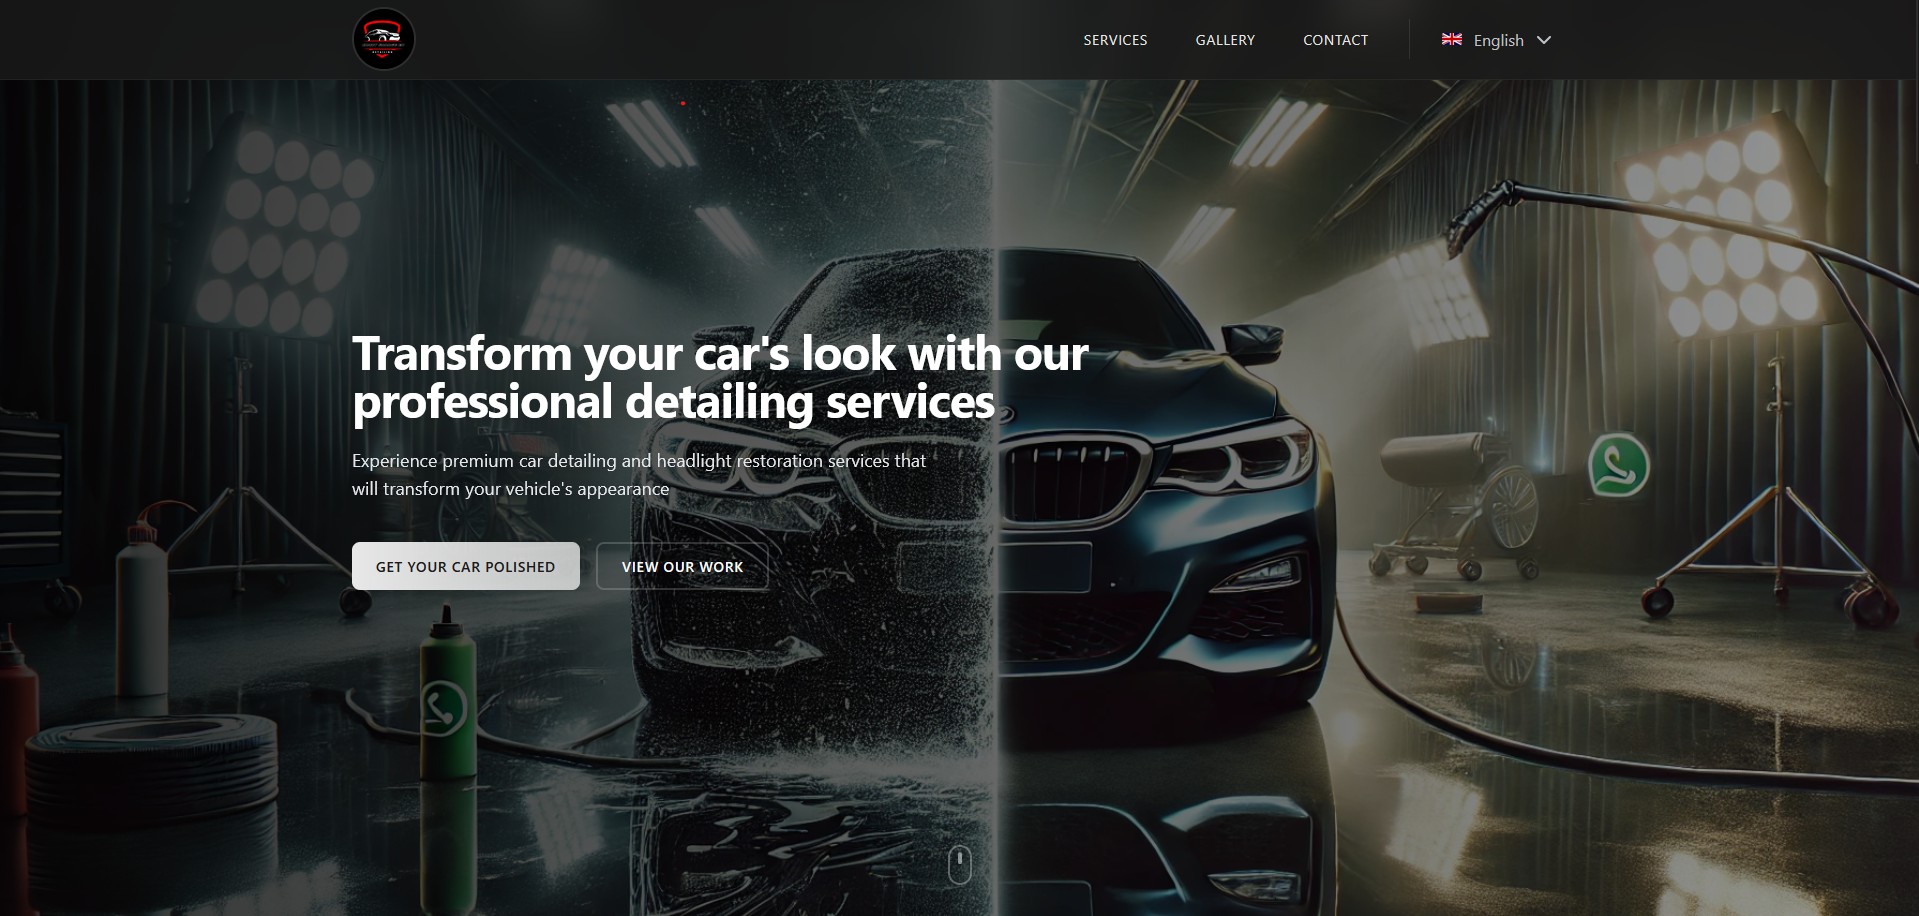 SERVICES
GALLERY
CONTACT
English
Transform your car's look with our
professional detailing services
Experience premium car detailing and headlight restoration services that
will transform your vehicle's appearance
GET YOUR CAR POLISHED
VIEW OUR WORK